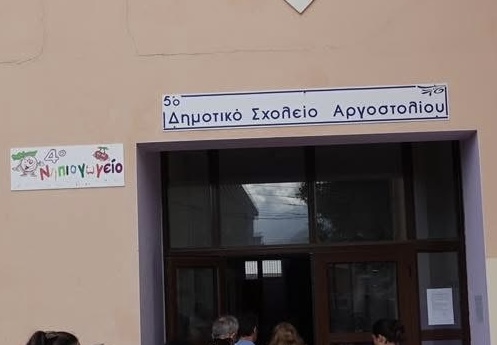 5ο
Δημοτικό Σχολείο Αργοστολίου
4ο
Νηπιαγωγείο